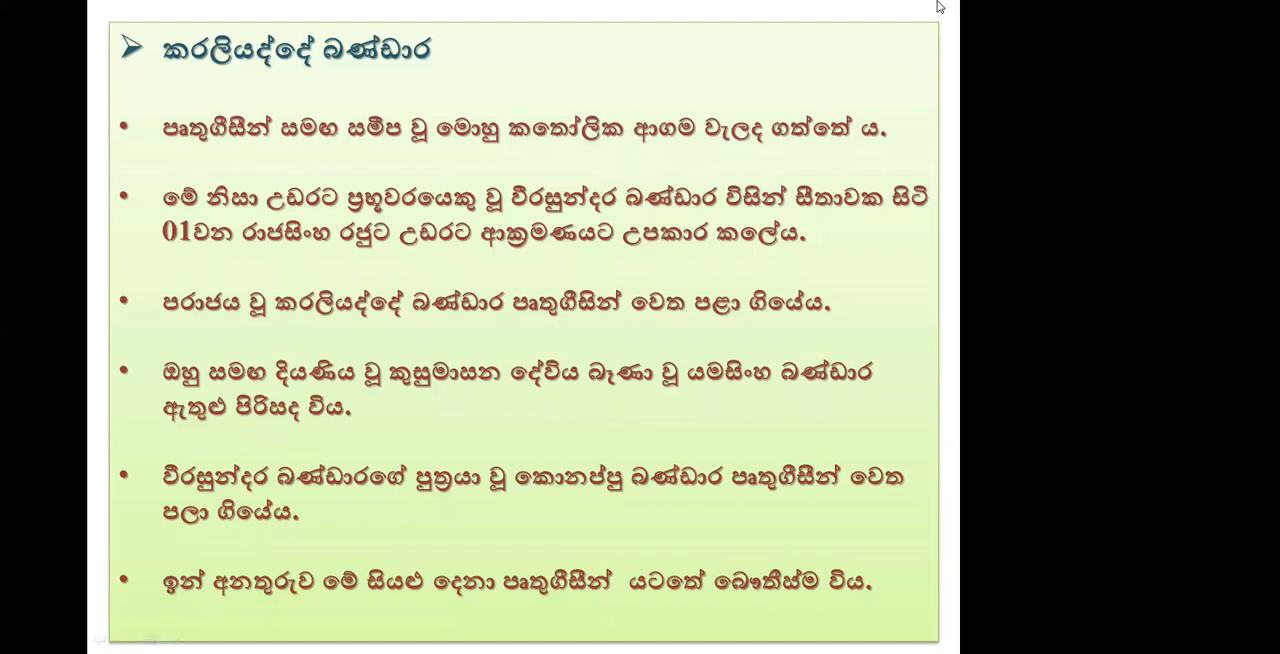 කරලියද්දේ බණ්ඩාර
පෘතුගීසීන් සමඟ සමීප වූ මොහු කතෝලික ආගම වැලද ගත්තේ ය.
මේ නිසා උඩරට ප්‍රභූවරයෙකු වූ වීරසුන්දර බණ්ඩාර විසින් සීතාවක සිටි
01වන රාජසිංහ රජුට උඩරට ආක්‍රමණයට උපකාර කලේය.
පරාජය වූ කරලියද්දේ බණ්ඩාර පෘතුගීසින් වෙත පළා ගියේය.
ඔහු සමඟ දියණිය වූ කුසුමාසන දේවිය බෑණා වූ යමසිංහ බණ්ඩාර
ඇතුළු පිරිසද විය.
වීරසුන්දර බණ්ඩාරගේ පුත්‍රයා වූ කොනප්පු බණ්ඩාර පෘතුගීසීන් වෙත
පලා ගියේය.
ඉන් අනතුරුව මේ සියළු දෙනා පෘතුගීසීන් යටතේ බෞතීස්ම විය.